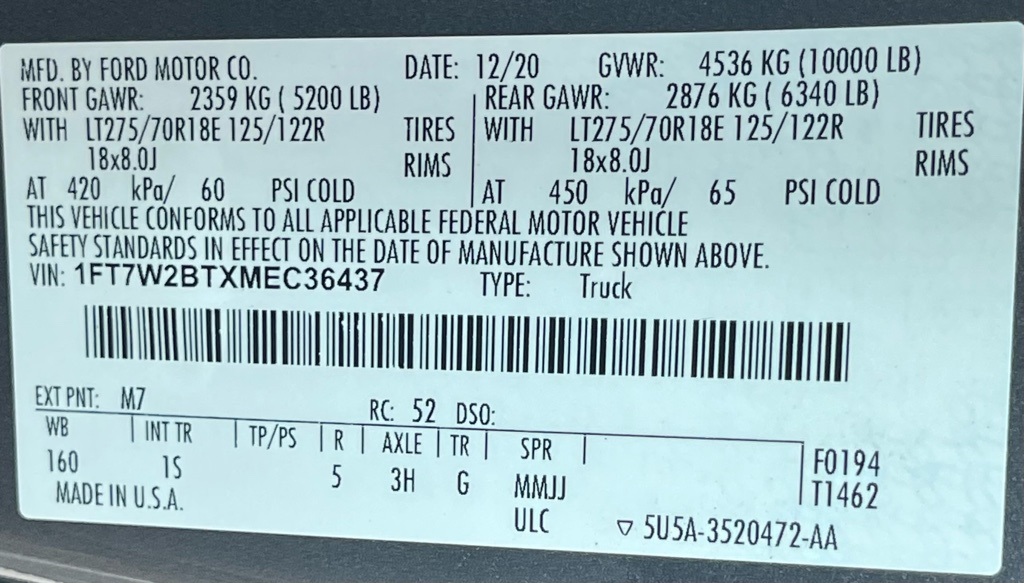 MFD. BY FORD MOTOR CO. DATE: 12/20 GVWR: 4536 KG (10000 LB)
FRONT GAWR: 2359 KG ( 5200 LB) REAR GAWR: 2876 KG ( 6340 LB)
WITH LT275/70R18E 125/122R TIRES WITH LT275/70R18E 125/122R TIRES
18x8.0J RIMS 18x8.0J RIMS
AT 420 kPa/ 60 PSI COLD AT 450 kPa/ 65 PSI COLD
THIS VEHICLE CONFORMS TO ALL APPLICABLE FEDERAL MOTOR VEHICLE
SAFETY STANDARDS IN EFFECT ON THE DATE OF MANUFACTURE SHOWN ABOVE.
VIN: 1FT7W2BTXMEC36437 TYPE: Truck
EXT PNT: M7 RC: 52 DSO:
WB INT TR TP/PS R AXLE TR SPR
160 1S 5 3H G MMJJ
F0194
T1462
MADE IN U.S.A. ULC 5U5A-3520472-AA